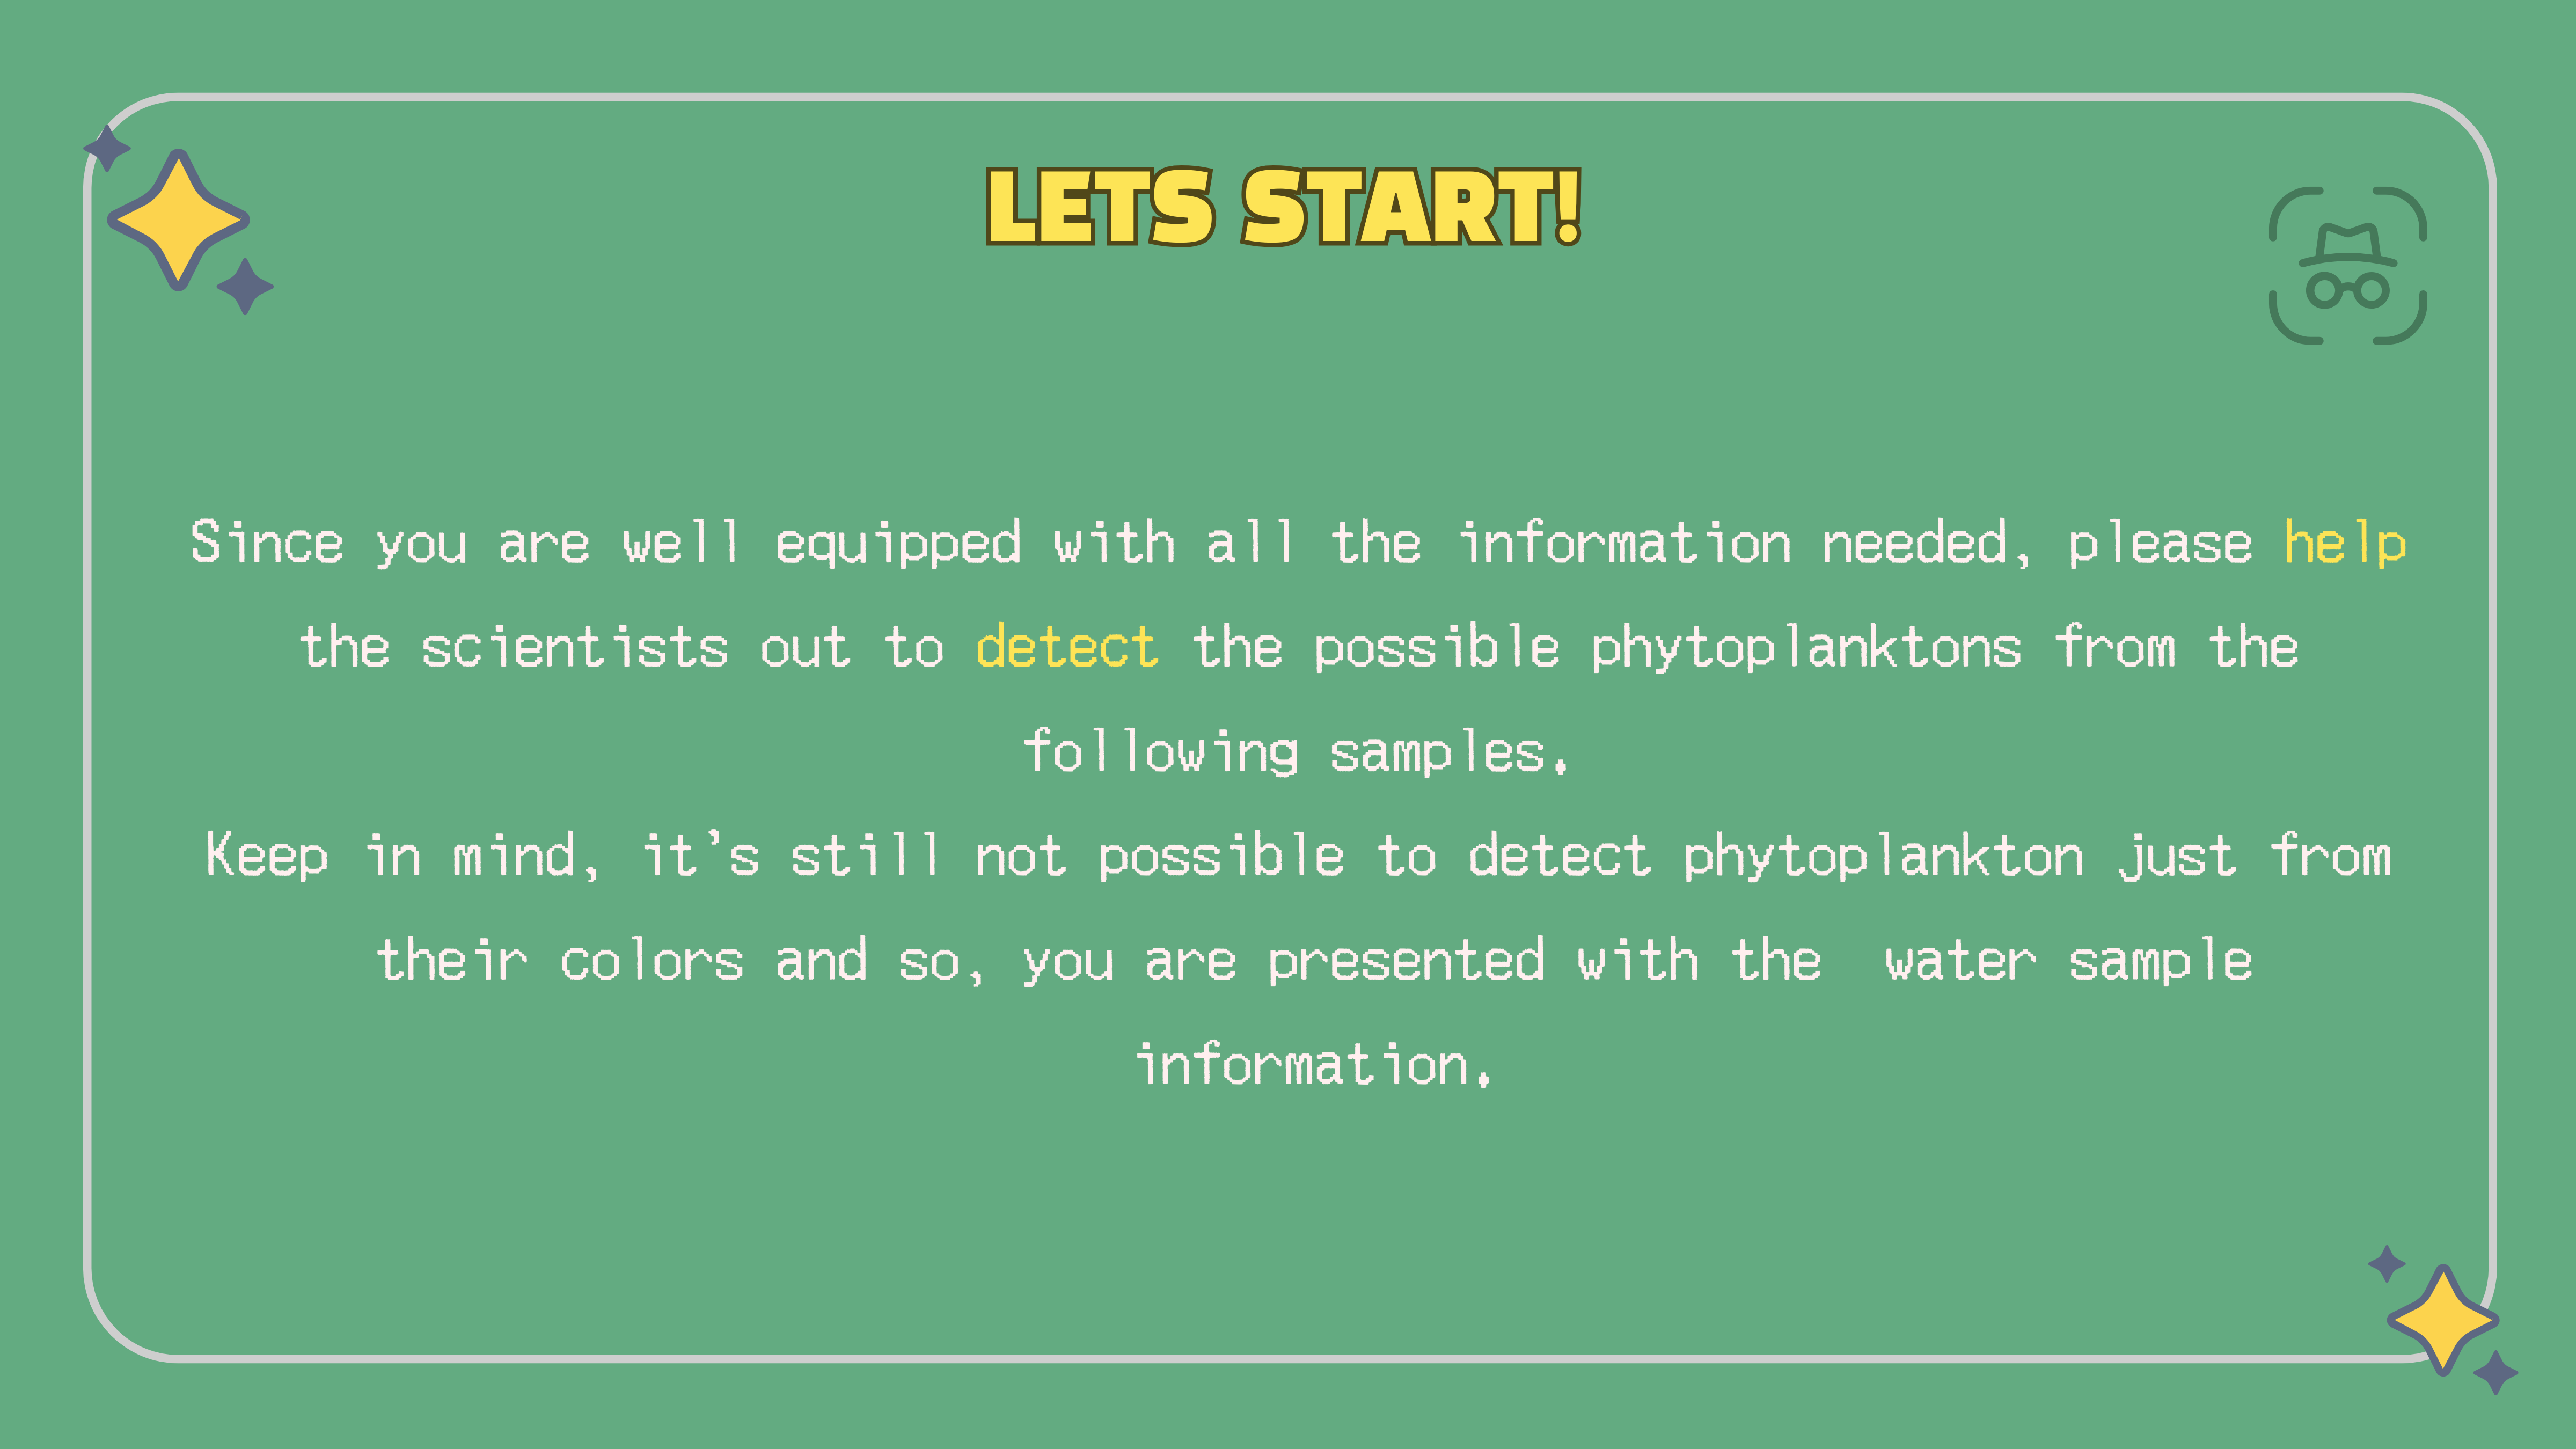 LETS START!
Since you are well equipped with all the information needed, please help
the scientists out to detect the possible phytoplanktons from the
following samples.
Keep in mind, it’s still not possible to detect phytoplankton just from
their colors and so, you are presented with the  water sample
information.